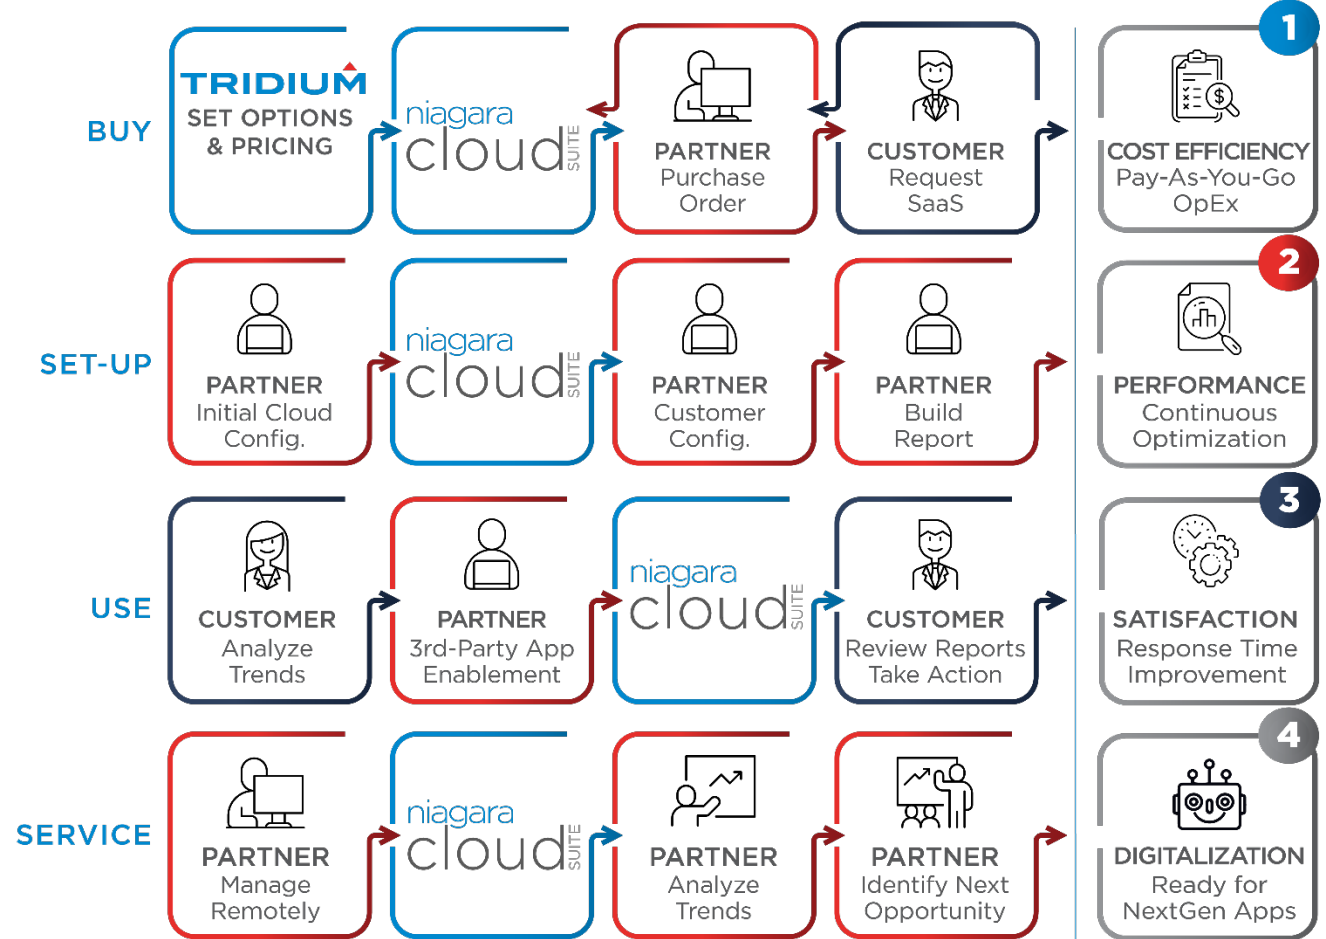 1
TRIDIUM
SET OPTIONS
& PRICING
BUY
niagara
cloud
SUITE
PARTNER
Purchase
Order
CUSTOMER
Request
SaaS
COST EFFICIENCY
Pay-As-You-Go
OpEx
2
SET-UP
PARTNER
Initial Cloud
Config.
niagara
cloud
SUITE
PARTNER
Customer
Config.
PARTNER
Build
Report
PERFORMANCE
Continuous
Optimization
3
USE
CUSTOMER
Analyze
Trends
PARTNER
3rd-Party App
Enablement
niagara
cloud
SUITE
CUSTOMER
Review Reports
Take Action
SATISFACTION
Response Time
Improvement
4
SERVICE
PARTNER
Manage
Remotely
niagara
cloud
SUITE
PARTNER
Analyze
Trends
PARTNER
Identify Next
Opportunity
DIGITALIZATION
Ready for
NextGen Apps